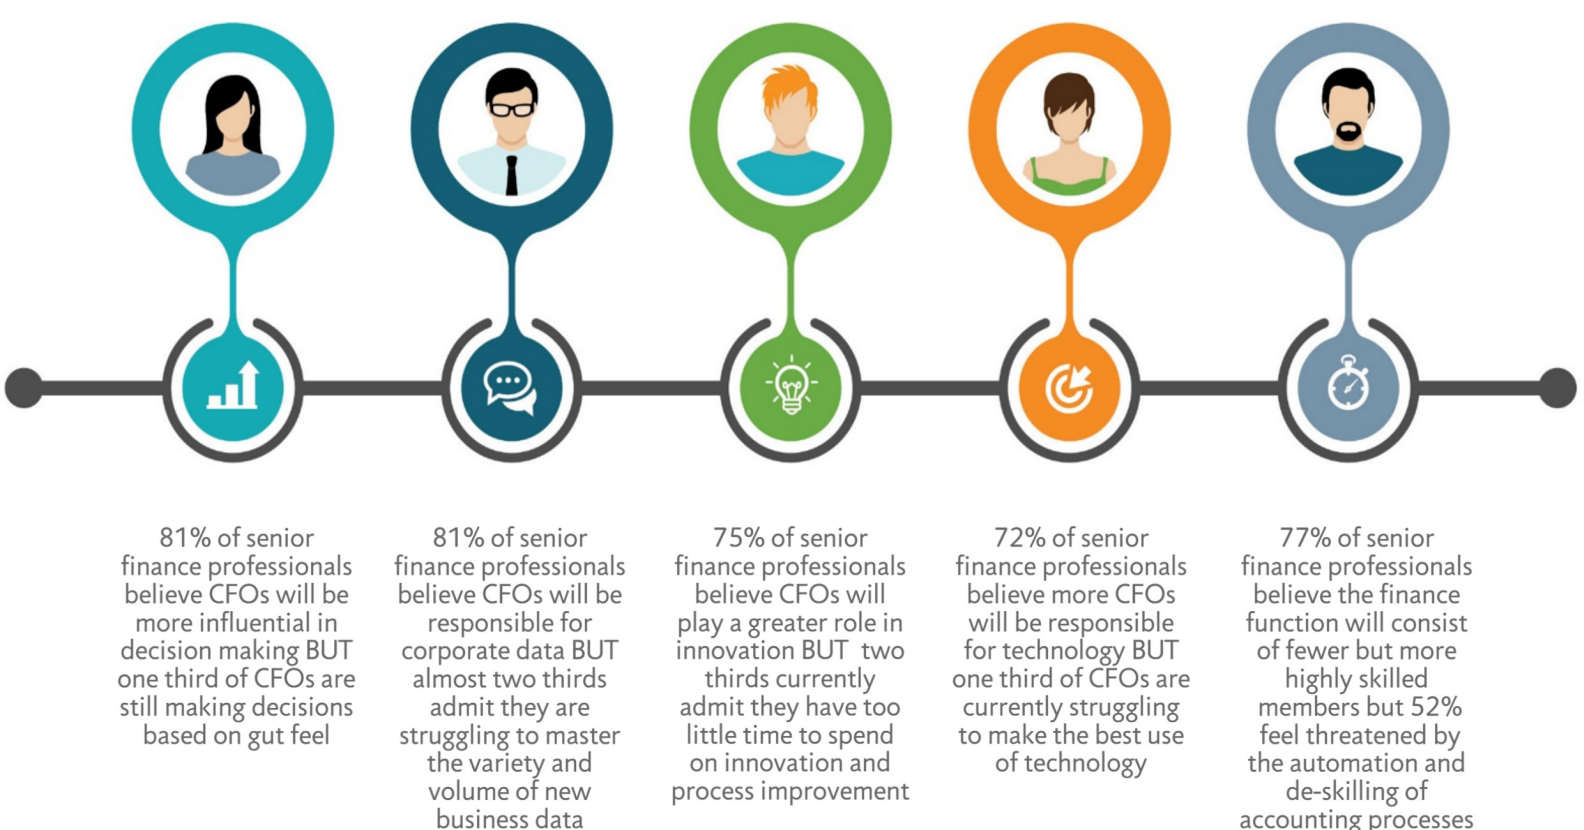 81% of senior
finance professionals
believe CFOs will be
more influential in
decision making BUT
one third of CFOs are
still making decisions
based on gut feel
81% of senior
finance professionals
believe CFOs will be
responsible for
corporate data BUT
almost two thirds
admit they are
struggling to master
the variety and
volume of new
business data
75% of senior
finance professionals
believe CFOs will
play a greater role in
innovation BUT two
thirds currently
admit they have too
little time to spend
on innovation and
process improvement
72% of senior
finance professionals
believe more CFOs
will be responsible
for technology BUT
one third of CFOs are
currently struggling
to make the best use
of technology
77% of senior
finance professionals
believe the finance
function will consist
of fewer but more
highly skilled
members but 52%
feel threatened by
the automation and
de-skilling of
accounting processes